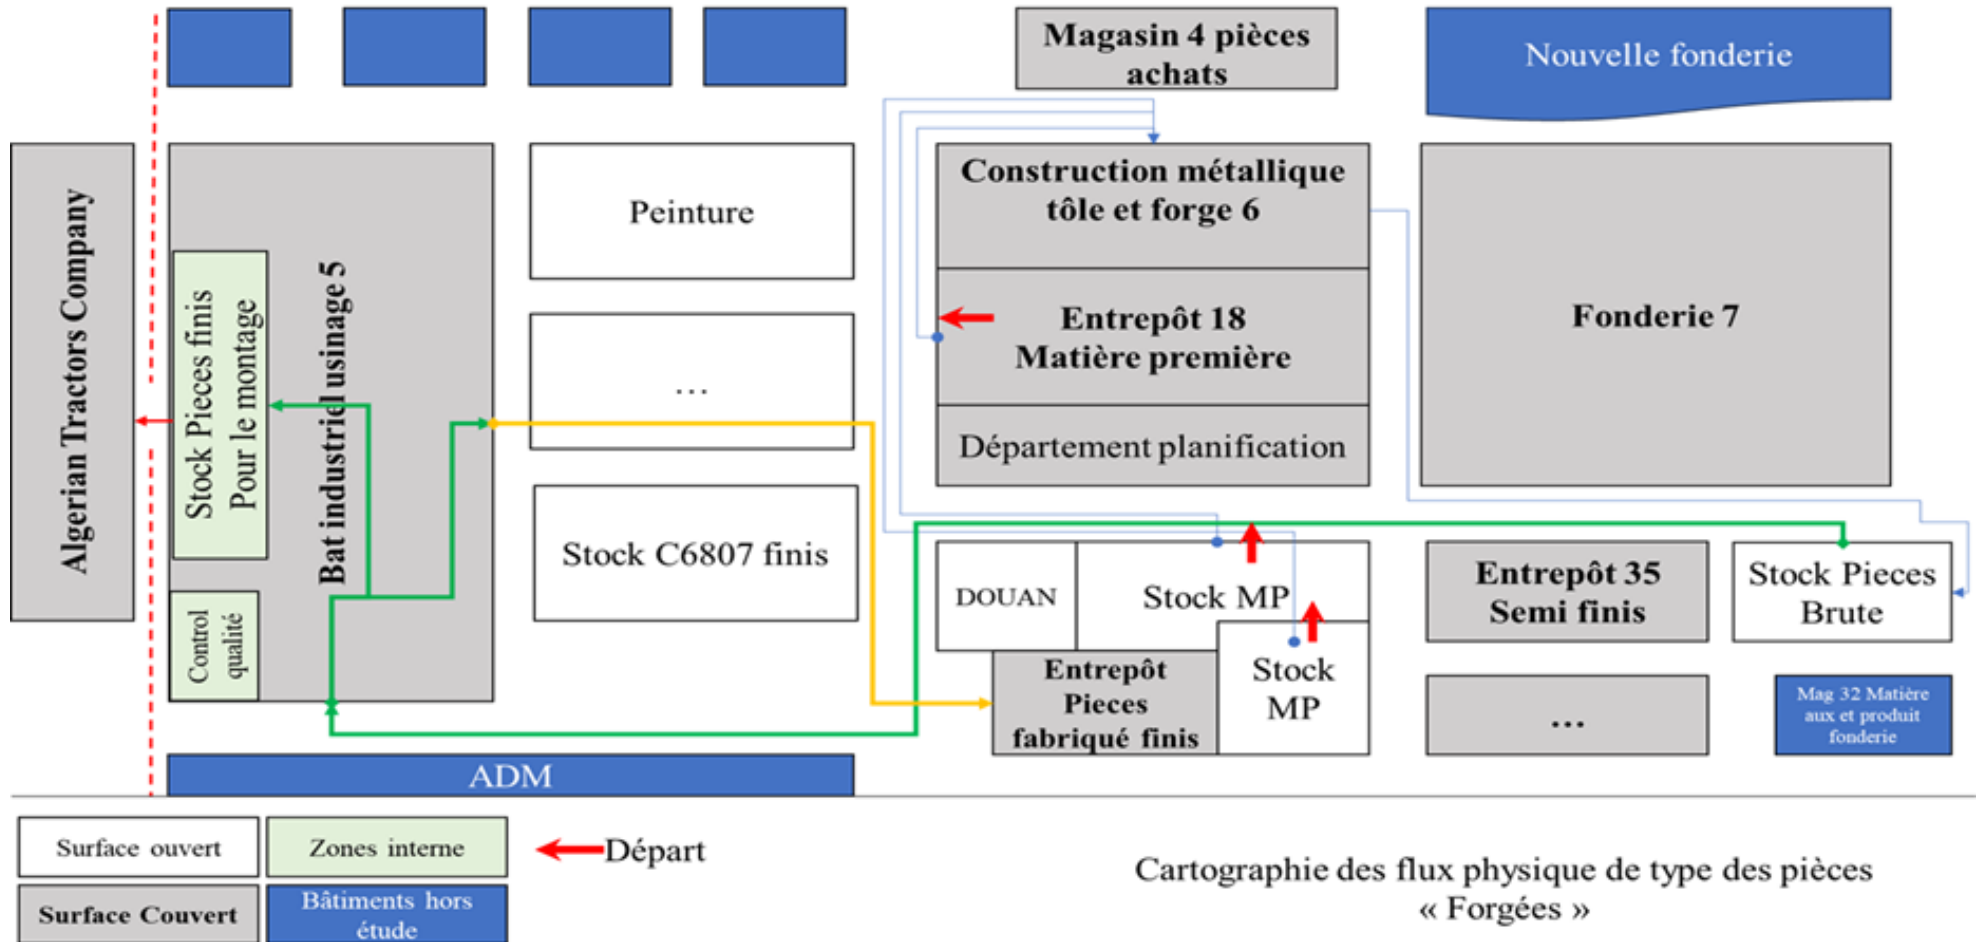 Magasin 4 pièces
achats
Nouvelle fonderie
Algerian Tractors Company
Stock Pieces finis
Pour le montage
Bat industriel usinage 5
Control
qualité
Peinture
...
Stock C6807 finis
Construction métallique
tôle et forge 6
Entrepôt 18
Matière première
Département planification
Fonderie 7
DOUAN
Stock MP
Entrepôt
Pieces
fabriqué finis
Stock
MP
Entrepôt 35
Semi finis
Stock Pieces
Brute
...
Mag 32 Matière
aux et produit
fonderie
ADM
Surface ouvert
Zones interne
Départ
Surface Couvert
Bâtiments hors
étude
Cartographie des flux physique de type des pièces
« Forgées »